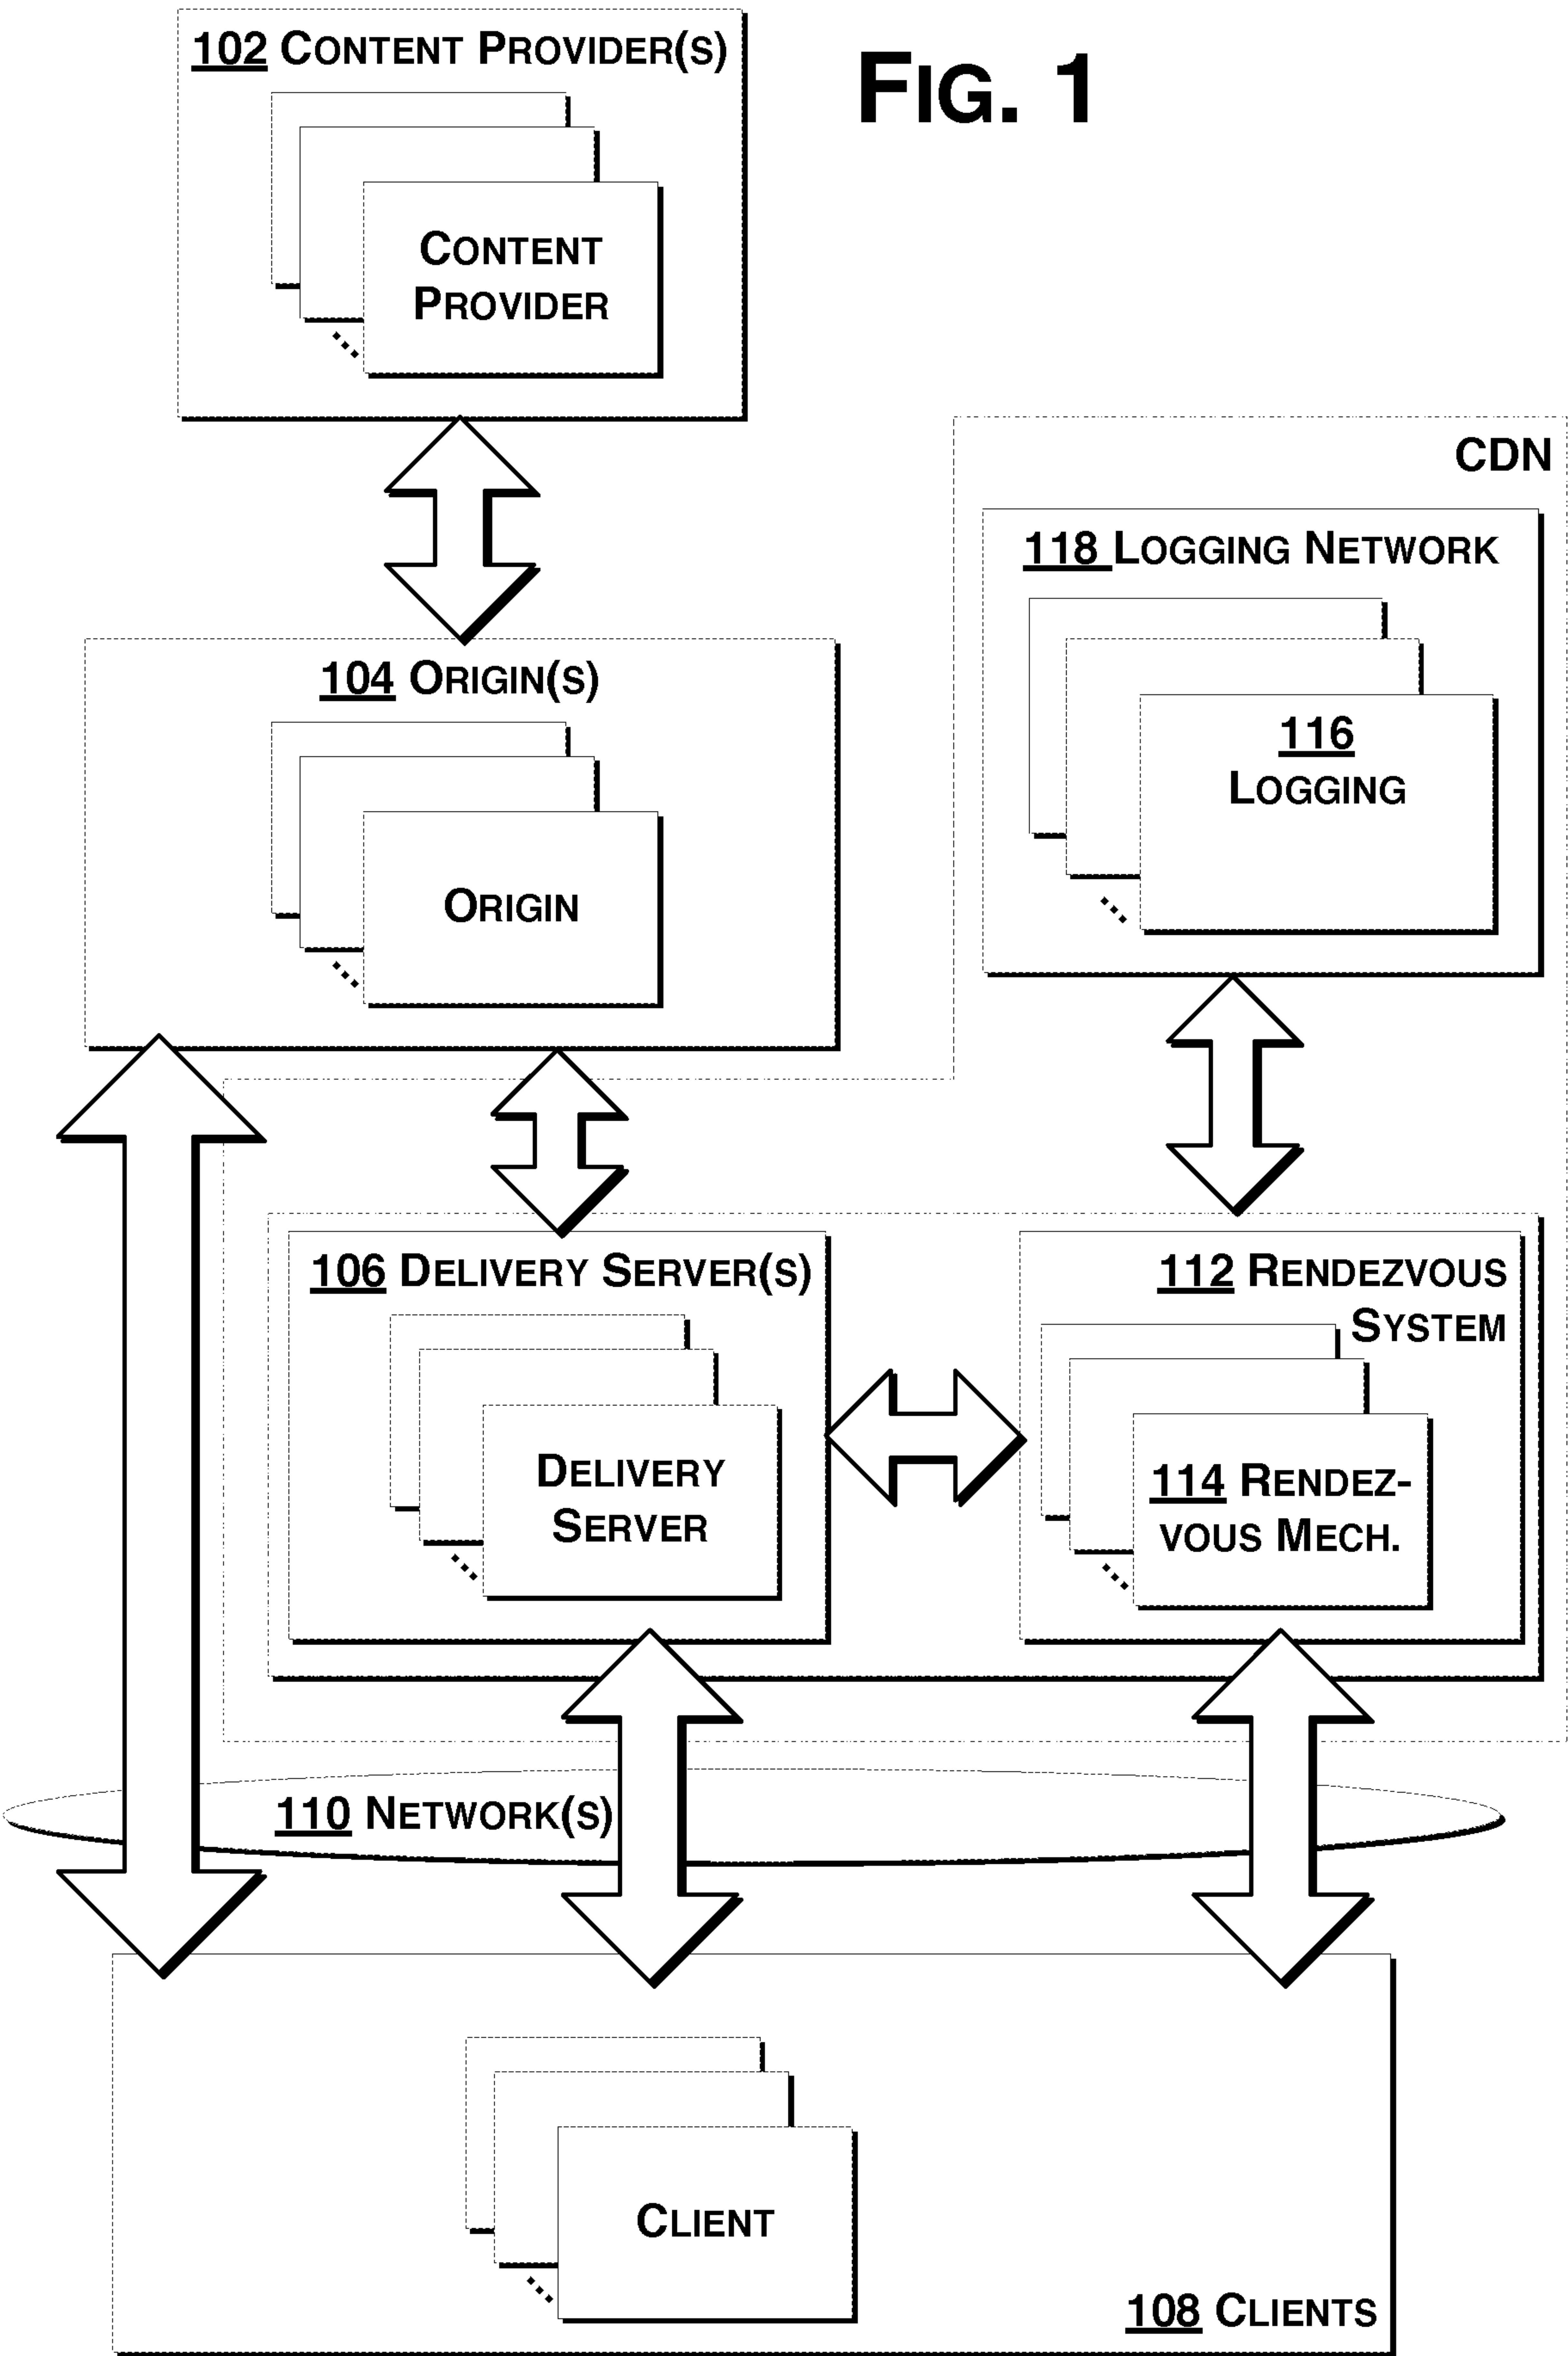 102 CONTENT PROVIDER(S)
FIG. 1
CONTENT
PROVIDER
CDN
118 LOGGING NETWORK
104 ORIGIN(S)
116
LOGGING
ORIGIN
106 DELIVERY SERVER(S)
112 RENDEZVOUS
SYSTEM
DELIVERY
SERVER
114 RENDEZ-
VOUS MECH.
110 NETWORK(S)
CLIENT
108 CLIENTS